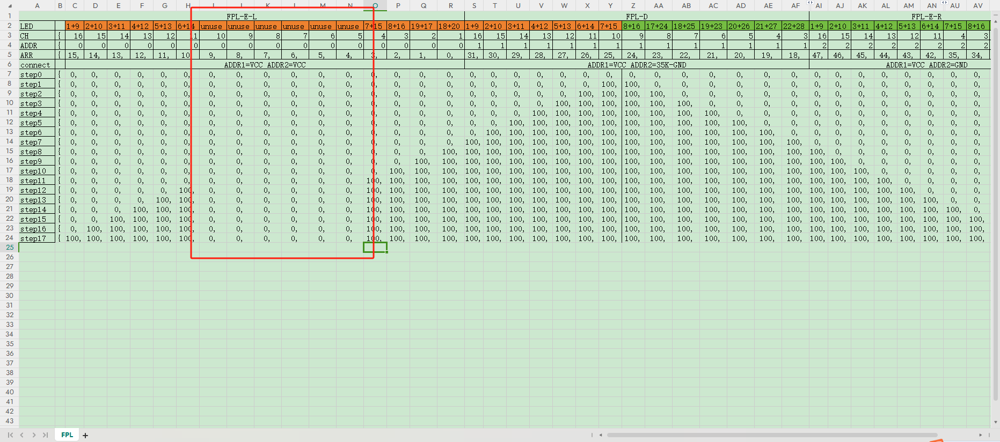 A B C D E F G H I J K L M N O P Q R S T U V W X Y Z AA AB AC AD AE AF AI AJ AK AL AM AN AU AV
1 FPL-E-L FPL-D FPL-E-R
2 LED 1+9 2+10 3+11 4+12 5+13 6+14 unuse unuse unuse unuse unuse unuse 7+15 8+16 19+17 18+20 1+9 2+10 3+11 4+12 5+13 6+14 7+15 8+16 17+24 18+25 19+23 20+26 21+27 22+28 1+9 2+10 3+11 4+12 5+13 6+14 7+15 8+16
3 CH { 16 15 14 13 12 11 10 9 8 7 6 5 4 3 2 1 16 15 14 13 12 11 10 9 8 7 6 5 4 3 16 15 14 13 12 11 4 3
4 ADDR { 0 0 0 0 0 0 0 0 0 0 0 0 0 0 0 0 1 1 1 1 1 1 1 1 1 1 1 1 1 1 2 2 2 2 2 2 2 2
5 ARR { 15, 14, 13, 12, 11, 10, 9, 8, 7, 6, 5, 4, 3, 2, 1, 0, 31, 30, 29, 28, 27, 26, 25, 24, 23, 22, 21, 20, 19, 18, 47, 46, 45, 44, 43, 42, 35, 34,
6 connect ADDR1=VCC ADDR2=VCC ADDR1=VCC ADDR2=35K-GND ADDR1=VCC ADDR2=GND
7 step0 { 0, 0, 0, 0, 0, 0, 0, 0, 0, 0, 0, 0, 0, 0, 0, 0, 0, 0, 0, 0, 0, 0, 0, 0, 0, 0, 0, 0, 0, 0, 0, 0, 0, 0, 0, 0, 0, 0,
8 step1 { 0, 0, 0, 0, 0, 0, 0, 0, 0, 0, 0, 0, 0, 0, 0, 0, 0, 0, 0, 0, 0, 0, 100, 100, 0, 0, 0, 0, 0, 0, 0, 0, 0, 0, 0, 0, 0, 0,
9 step2 { 0, 0, 0, 0, 0, 0, 0, 0, 0, 0, 0, 0, 0, 0, 0, 0, 0, 0, 0, 0, 0, 100, 100, 100, 100, 0, 0, 0, 0, 0, 0, 0, 0, 0, 0, 0, 0, 0,
10 step3 { 0, 0, 0, 0, 0, 0, 0, 0, 0, 0, 0, 0, 0, 0, 0, 0, 0, 0, 0, 0, 100, 100, 100, 100, 100, 100, 0, 0, 0, 0, 0, 0, 0, 0, 0, 0, 0, 0,
11 step4 { 0, 0, 0, 0, 0, 0, 0, 0, 0, 0, 0, 0, 0, 0, 0, 0, 0, 0, 0, 100, 100, 100, 100, 100, 100, 100, 100, 0, 0, 0, 0, 0, 0, 0, 0, 0, 0, 0,
12 step5 { 0, 0, 0, 0, 0, 0, 0, 0, 0, 0, 0, 0, 0, 0, 0, 0, 0, 0, 100, 100, 100, 100, 100, 100, 100, 100, 100, 100, 0, 0, 0, 0, 0, 0, 0, 0, 0, 0,
13 step6 { 0, 0, 0, 0, 0, 0, 0, 0, 0, 0, 0, 0, 0, 0, 0, 0, 0, 100, 100, 100, 100, 100, 100, 100, 100, 100, 100, 100, 100, 0, 0, 0, 0, 0, 0, 0, 0, 0,
14 step7 { 0, 0, 0, 0, 0, 0, 0, 0, 0, 0, 0, 0, 0, 0, 0, 0, 100, 100, 100, 100, 100, 100, 100, 100, 100, 100, 100, 100, 100, 100, 0, 0, 0, 0, 0, 0, 0, 0,
15 step8 { 0, 0, 0, 0, 0, 0, 0, 0, 0, 0, 0, 0, 0, 0, 0, 100, 100, 100, 100, 100, 100, 100, 100, 100, 100, 100, 100, 100, 100, 100, 100, 0, 0, 0, 0, 0, 0, 0,
16 step9 { 0, 0, 0, 0, 0, 0, 0, 0, 0, 0, 0, 0, 0, 0, 100, 100, 100, 100, 100, 100, 100, 100, 100, 100, 100, 100, 100, 100, 100, 100, 100, 100, 0, 0, 0, 0, 0, 0,
17 step10 { 0, 0, 0, 0, 0, 0, 0, 0, 0, 0, 0, 0, 0, 100, 100, 100, 100, 100, 100, 100, 100, 100, 100, 100, 100, 100, 100, 100, 100, 100, 100, 100, 100, 0, 0, 0, 0, 0,
18 step11 { 0, 0, 0, 0, 0, 0, 0, 0, 0, 0, 0, 0, 100, 100, 100, 100, 100, 100, 100, 100, 100, 100, 100, 100, 100, 100, 100, 100, 100, 100, 100, 100, 100, 100, 0, 0, 0, 0,
19 step12 { 0, 0, 0, 0, 0, 100, 0, 0, 0, 0, 0, 0, 100, 100, 100, 100, 100, 100, 100, 100, 100, 100, 100, 100, 100, 100, 100, 100, 100, 100, 100, 100, 100, 100, 100, 0, 0, 0,
20 step13 { 0, 0, 0, 0, 100, 100, 0, 0, 0, 0, 0, 0, 100, 100, 100, 100, 100, 100, 100, 100, 100, 100, 100, 100, 100, 100, 100, 100, 100, 100, 100, 100, 100, 100, 100, 100, 0, 0,
21 step14 { 0, 0, 0, 100, 100, 100, 0, 0, 0, 0, 0, 0, 100, 100, 100, 100, 100, 100, 100, 100, 100, 100, 100, 100, 100, 100, 100, 100, 100, 100, 100, 100, 100, 100, 100, 100, 100, 0,
22 step15 { 0, 0, 100, 100, 100, 100, 0, 0, 0, 0, 0, 0, 100, 100, 100, 100, 100, 100, 100, 100, 100, 100, 100, 100, 100, 100, 100, 100, 100, 100, 100, 100, 100, 100, 100, 100, 100, 100,
23 step16 { 0, 100, 100, 100, 100, 100, 0, 0, 0, 0, 0, 0, 100, 100, 100, 100, 100, 100, 100, 100, 100, 100, 100, 100, 100, 100, 100, 100, 100, 100, 100, 100, 100, 100, 100, 100, 100, 100,
24 step17 { 100, 100, 100, 100, 100, 100, 0, 0, 0, 0, 0, 0, 100, 100, 100, 100, 100, 100, 100, 100, 100, 100, 100, 100, 100, 100, 100, 100, 100, 100, 100, 100, 100, 100, 100, 100, 100, 100,
25
26
27
28
29
30
31
32
33
34
35
36
37
38
39
40
41
42
43
FPL +